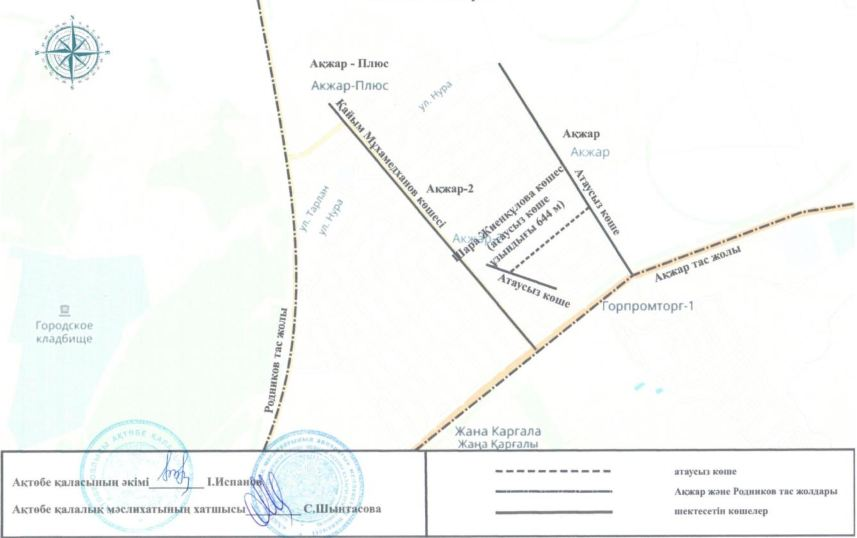 N
W
E
S
Ақжар - Плюс
Акжар-Плюс
ул. Нура
Қайым Мұхамедханов көшесі
Ақжар
Акжар
Ақжар-2
Атаусыз көше
Шара Жиенқұлова көшесі
(атаусыз көше
ұзындығы 644 м)
ул. Тарлан
ул. Нура
Атаусыз көше
Ақжар тас жолы
Горпромторг-1
Городское
кладбище
Родников тас жолы
Жана Каргала
Жаңа Қарғалы
Ақтөбе қаласының әкімі І.Испанов
Ақтөбе қалалық мәслихатының хатшысы С.Шынтасова
атаусыз көше
Ақжар және Родников тас жолдары
шектесетін көшелер